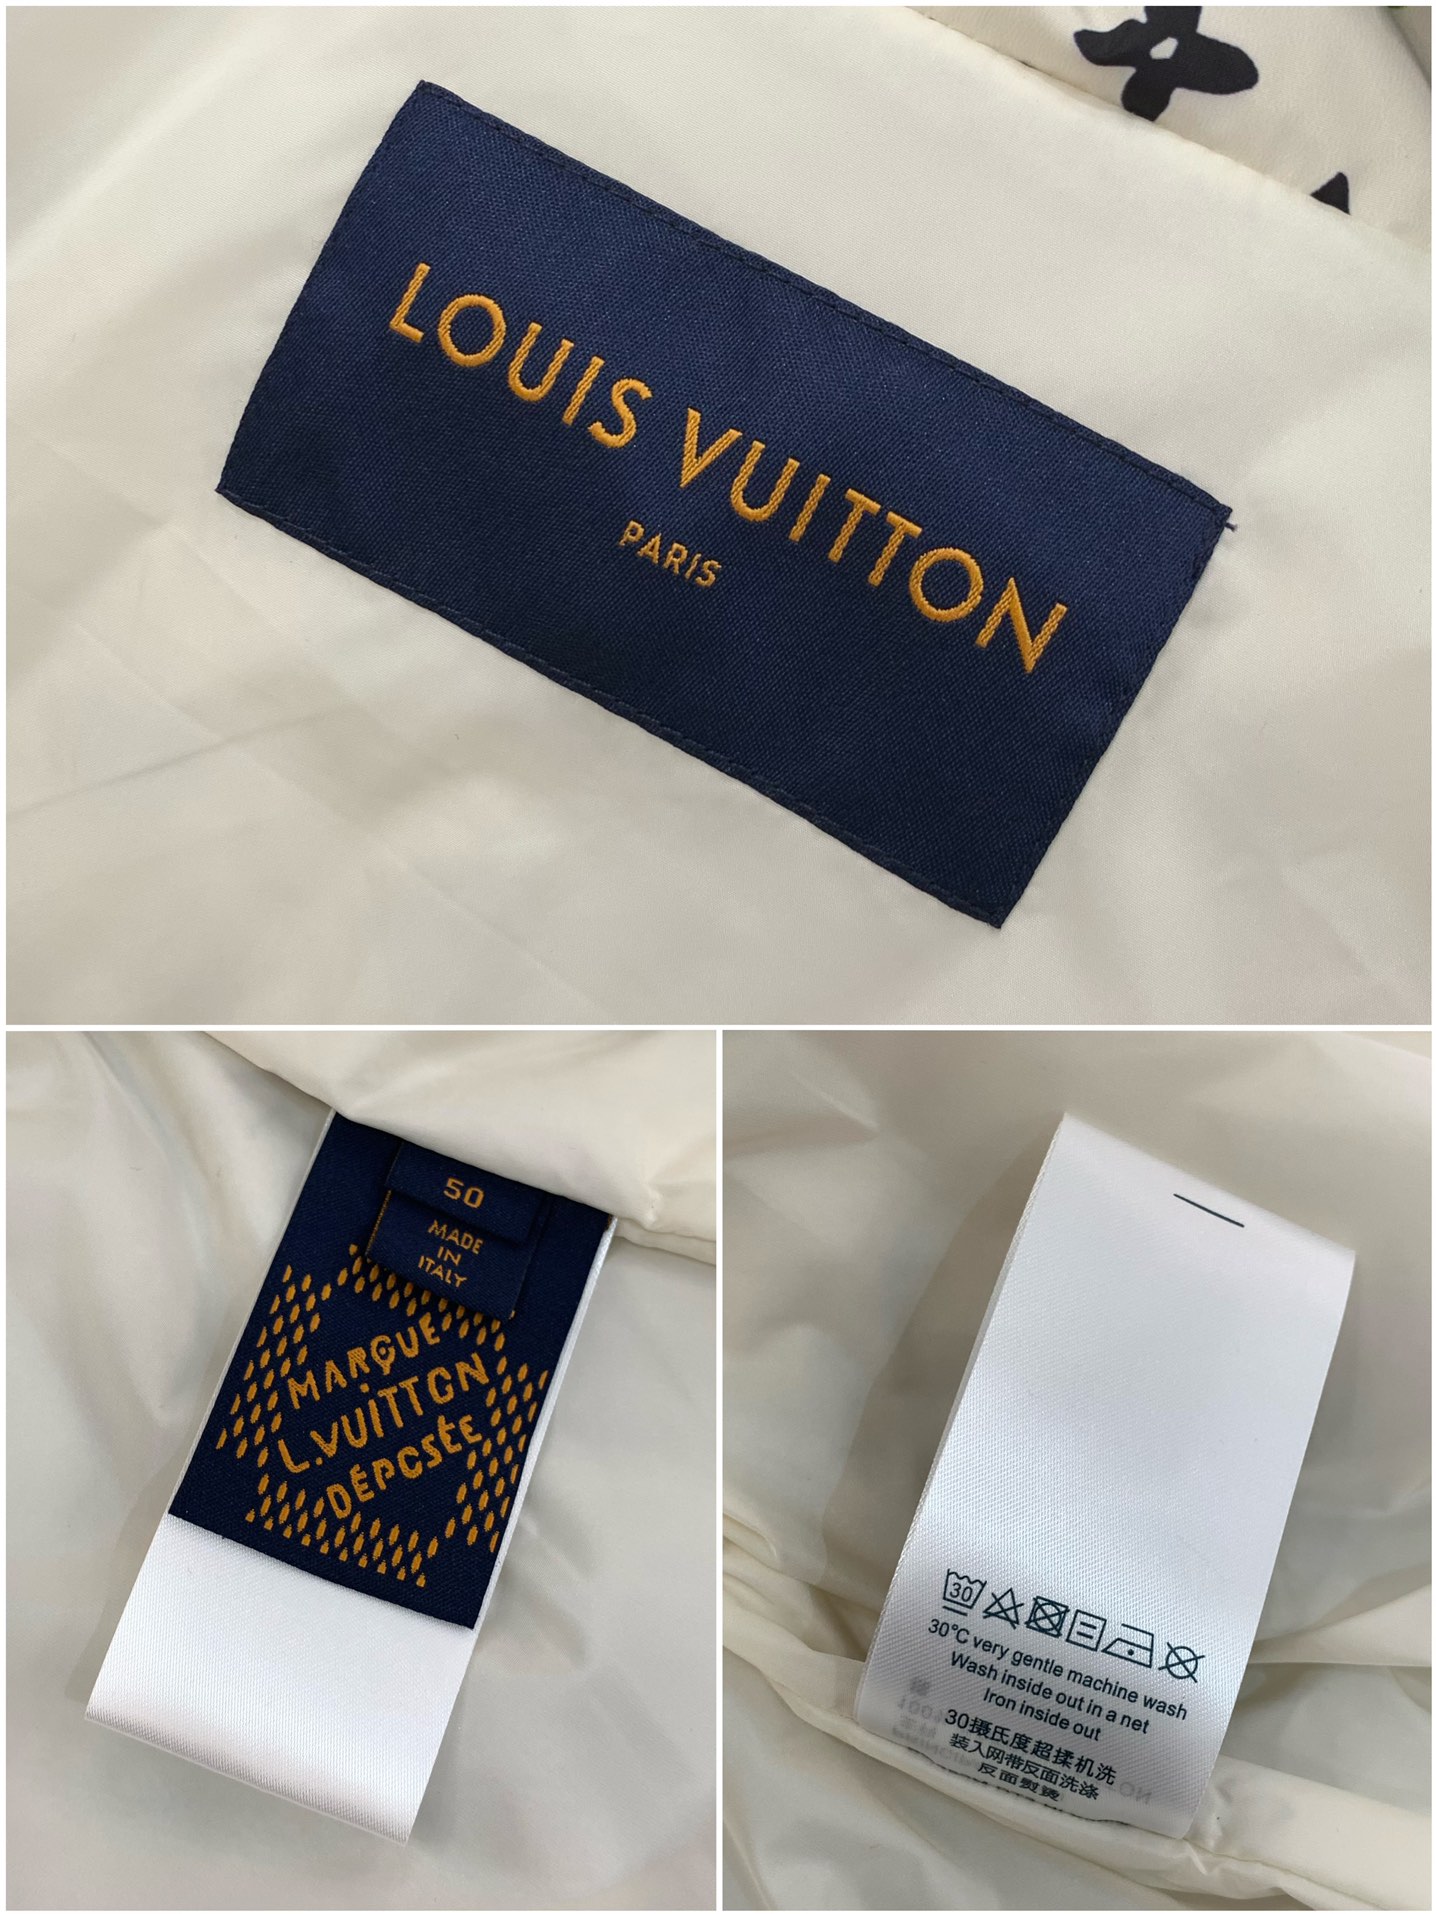 LOUIS VUITTON
PARIS
50
MADE
IN
ITALY
MARQUE
L.VUITTON
DÉPOSÉE
30
30°C very gentle machine wash
Wash inside out in a net
Iron inside out
30摄氏度超揉机洗
装入网带反面洗涤
反面熨烫